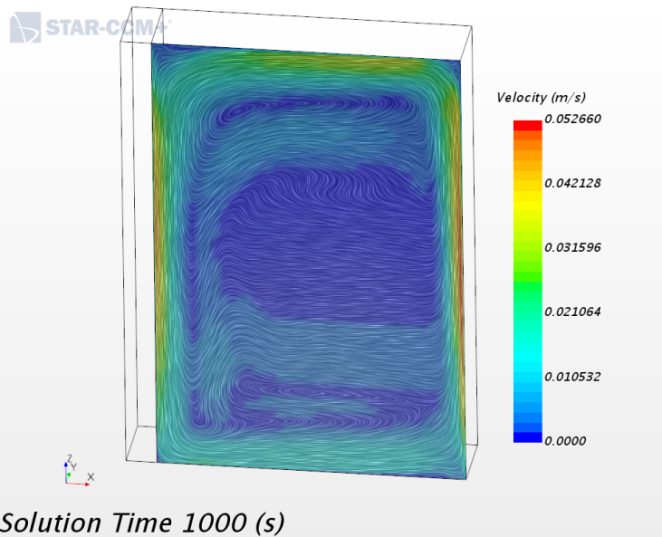 STAR-CCM+
Velocity (m/s)
0.052660
0.042128
0.031596
0.021064
0.010532
0.0000
Z
Y
X
Solution Time 1000 (s)